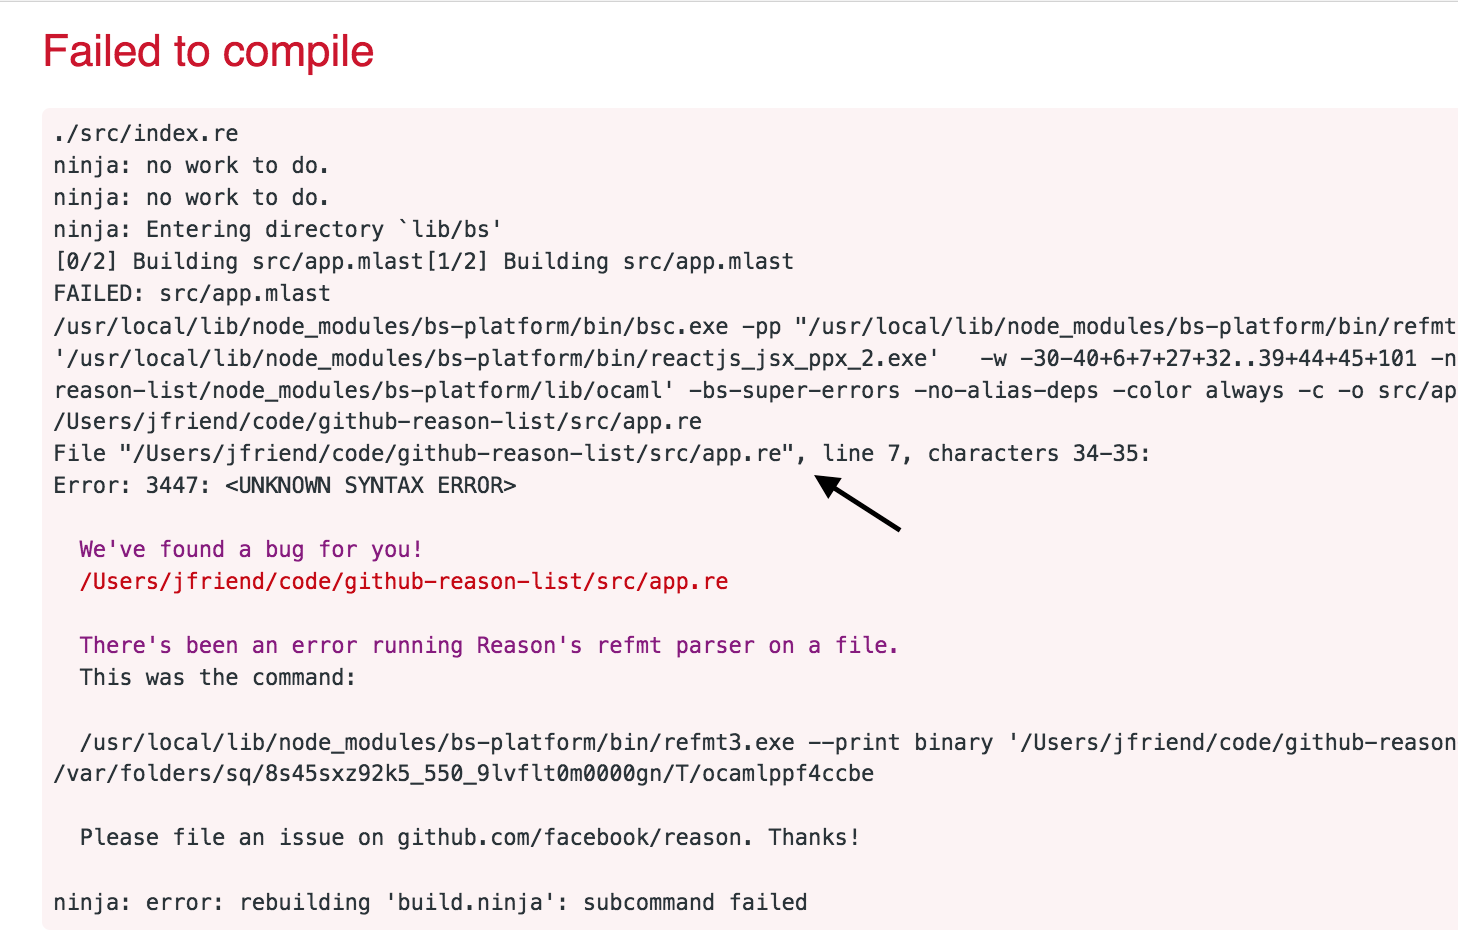 Failed to compile
./src/index.re
ninja: no work to do.
ninja: no work to do.
ninja: Entering directory `lib/bs'
[0/2] Building src/app.mlast[1/2] Building src/app.mlast
FAILED: src/app.mlast
/usr/local/lib/node_modules/bs-platform/bin/bsc.exe -pp "/usr/local/lib/node_modules/bs-platform/bin/refmt
'/usr/local/lib/node_modules/bs-platform/bin/reactjs_jsx_ppx_2.exe'   -w -30-40+6+7+27+32..39+44+45+101 -n
reason-list/node_modules/bs-platform/lib/ocaml' -bs-super-errors -no-alias-deps -color always -c -o src/ap
/Users/jfriend/code/github-reason-list/src/app.re
File "/Users/jfriend/code/github-reason-list/src/app.re", line 7, characters 34-35:
Error: 3447: <UNKNOWN SYNTAX ERROR>
We've found a bug for you!
/Users/jfriend/code/github-reason-list/src/app.re
There's been an error running Reason's refmt parser on a file.
This was the command:
/usr/local/lib/node_modules/bs-platform/bin/refmt3.exe --print binary '/Users/jfriend/code/github-reason
/var/folders/sq/8s45sxz92k5_550_9lvflt0m0000gn/T/ocamlppf4ccbe
Please file an issue on github.com/facebook/reason. Thanks!
ninja: error: rebuilding 'build.ninja': subcommand failed